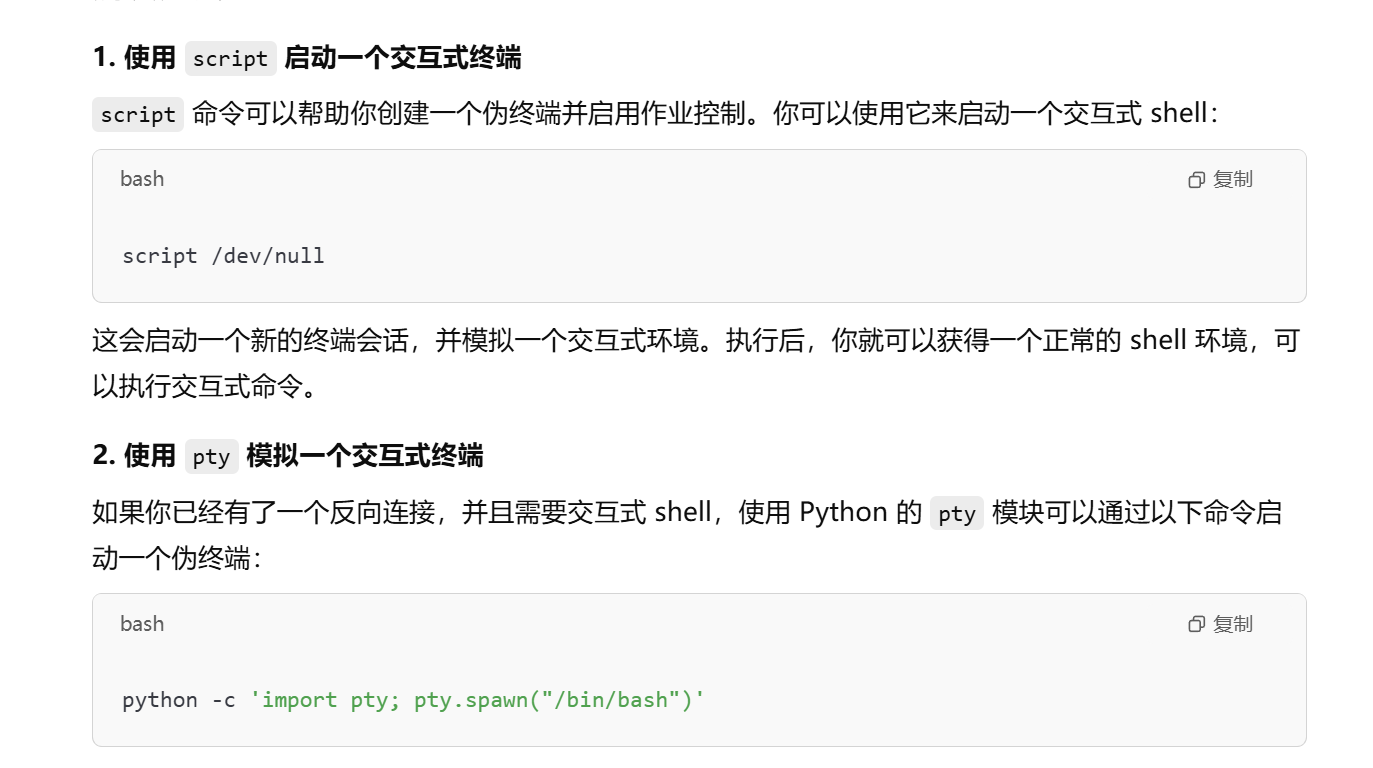 1. 使用 script 启动一个交互式终端
script 命令可以帮助你创建一个伪终端并启用作业控制。你可以使用它来启动一个交互式 shell：
bash
复制
script /dev/null
这会启动一个新的终端会话，并模拟一个交互式环境。执行后，你就可以获得一个正常的 shell 环境，可
以执行交互式命令。
2. 使用 pty 模拟一个交互式终端
如果你已经有了一个反向连接，并且需要交互式 shell，使用 Python 的 pty 模块可以通过以下命令启
动一个伪终端：
bash
复制
python -c 'import pty; pty.spawn("/bin/bash")'